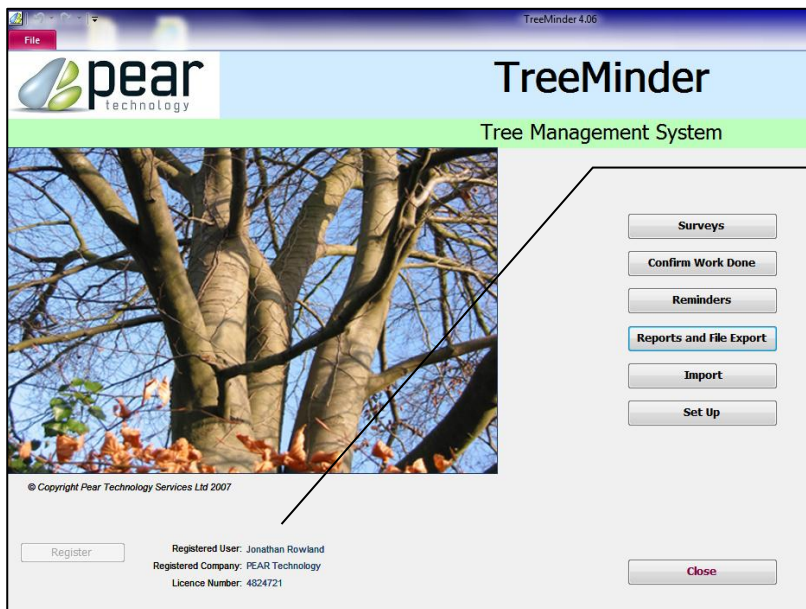 TreeMinder 4.06
File
pear
technology
TreeMinder
Tree Management System
Surveys
Confirm Work Done
Reminders
Reports and File Export
Import
Set Up
© Copyright Pear Technology Services Ltd 2007
Register
Registered User: Jonathan Rowland
Registered Company: PEAR Technology
Licence Number: 4824721
Close